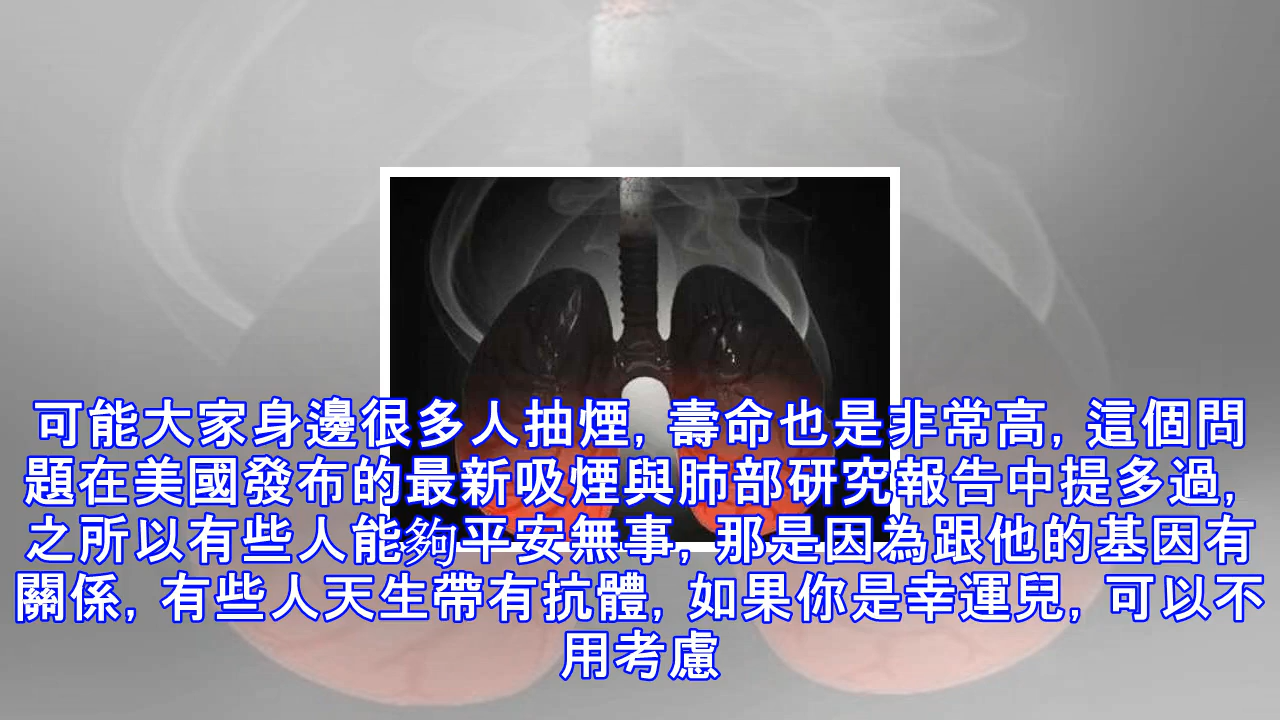 可能大家身邊很多人抽煙, 壽命也是非常高, 這個問
題在美國發布的最新吸煙與肺部研究報告中提多過,
之所以有些人能夠平安無事, 那是因為跟他的基因有
關係, 有些人天生帶有抗體, 如果你是幸運兒, 可以不
用考慮